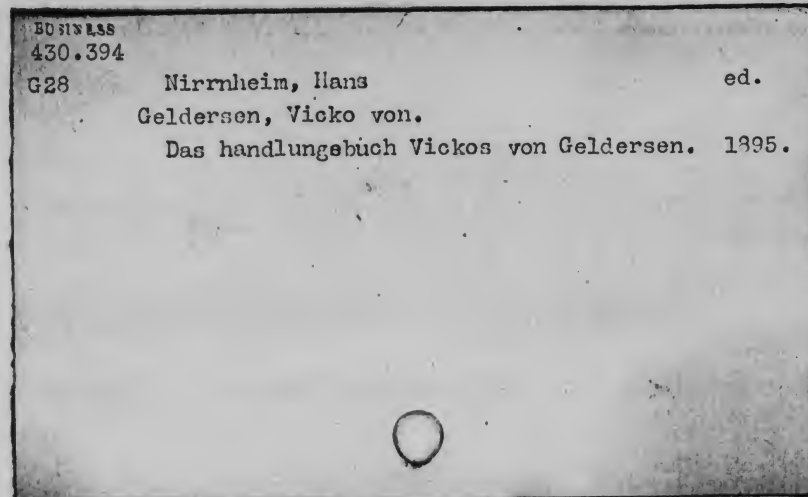 BUSINESS
430.394
G28 Nirrnheim, Hans ed.
Geldersen, Vicko von.
Das handlungsbuch Vickos von Geldersen. 1895.